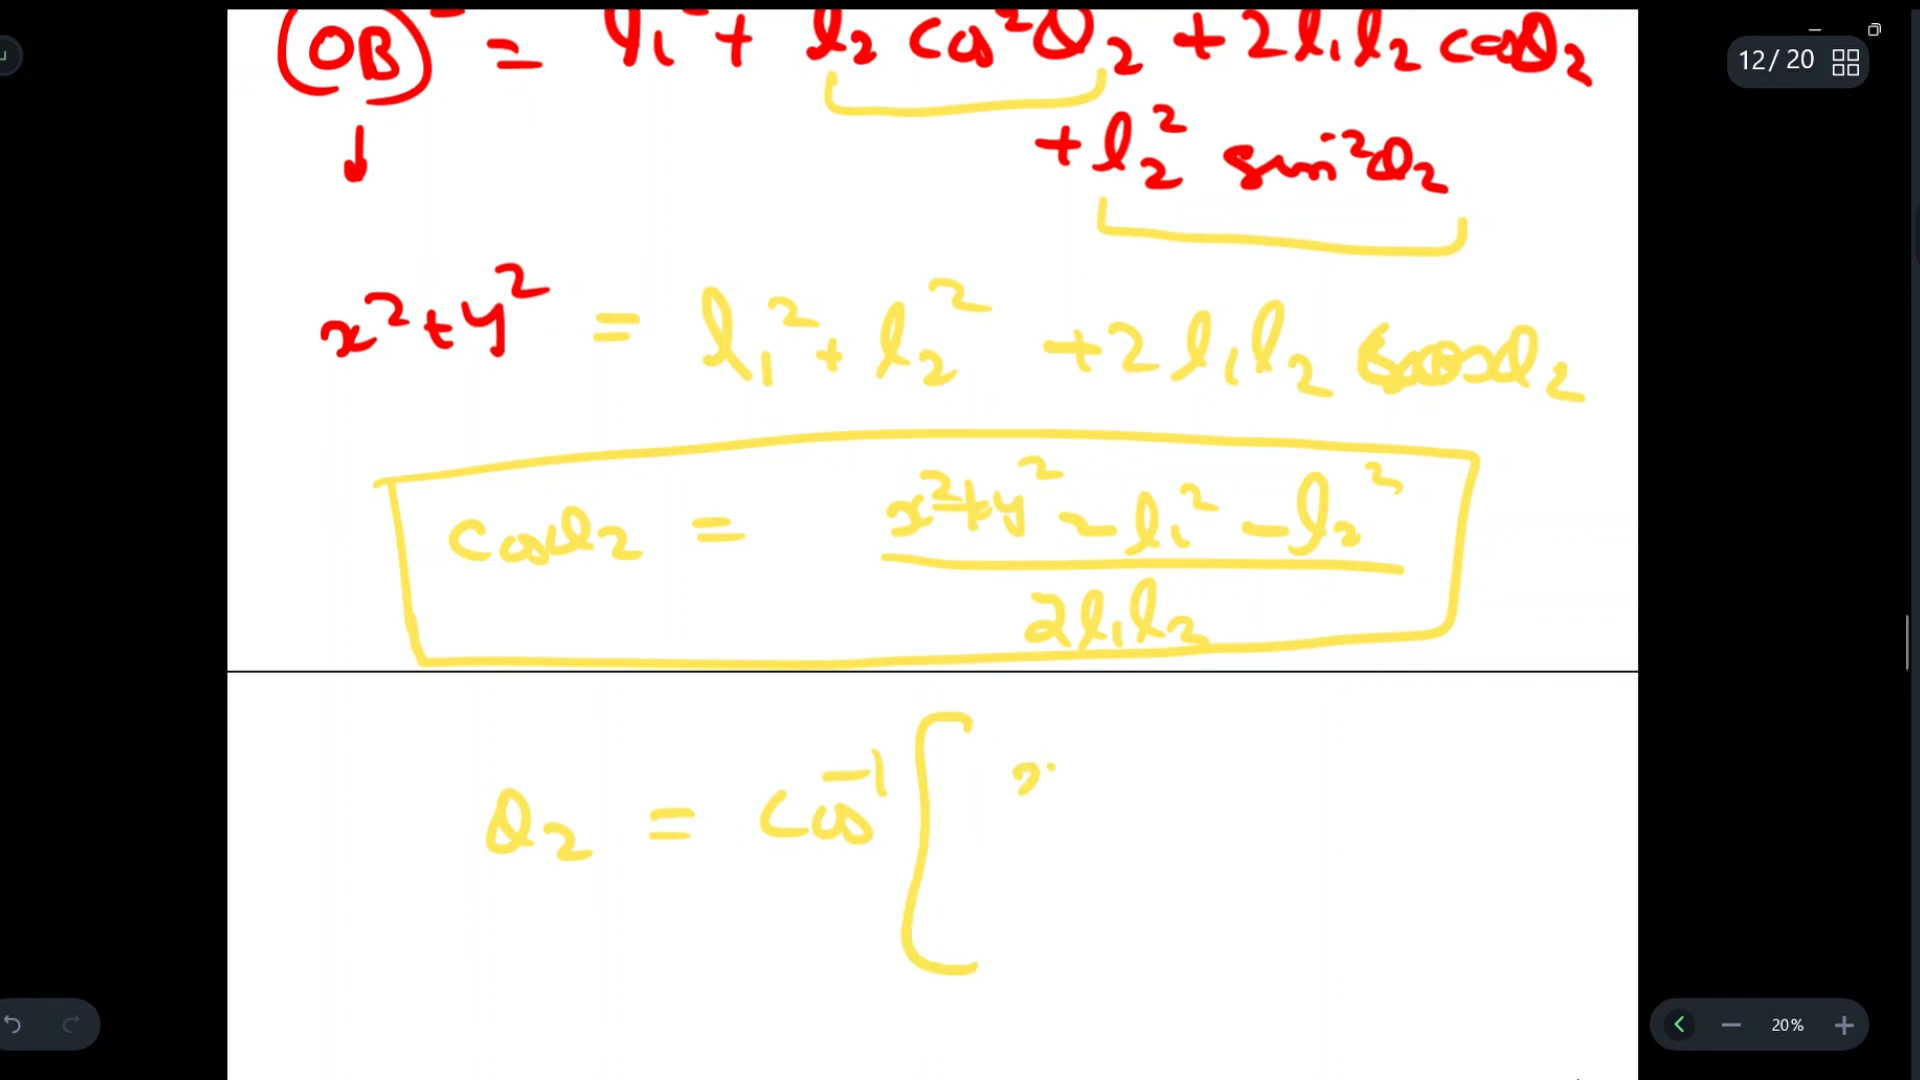 (OB)² = l₁² + l₂ cos²θ₂ + 2l₁l₂ cosθ₂
12/ 20
+ l₂² sin²θ₂
x²+y² = l₁² + l₂² + 2l₁l₂ cosθ₂
cosθ₂ = x²+y² - l₁² - l₂²
2l₁l₂
θ₂ = cos⁻¹ [
20%